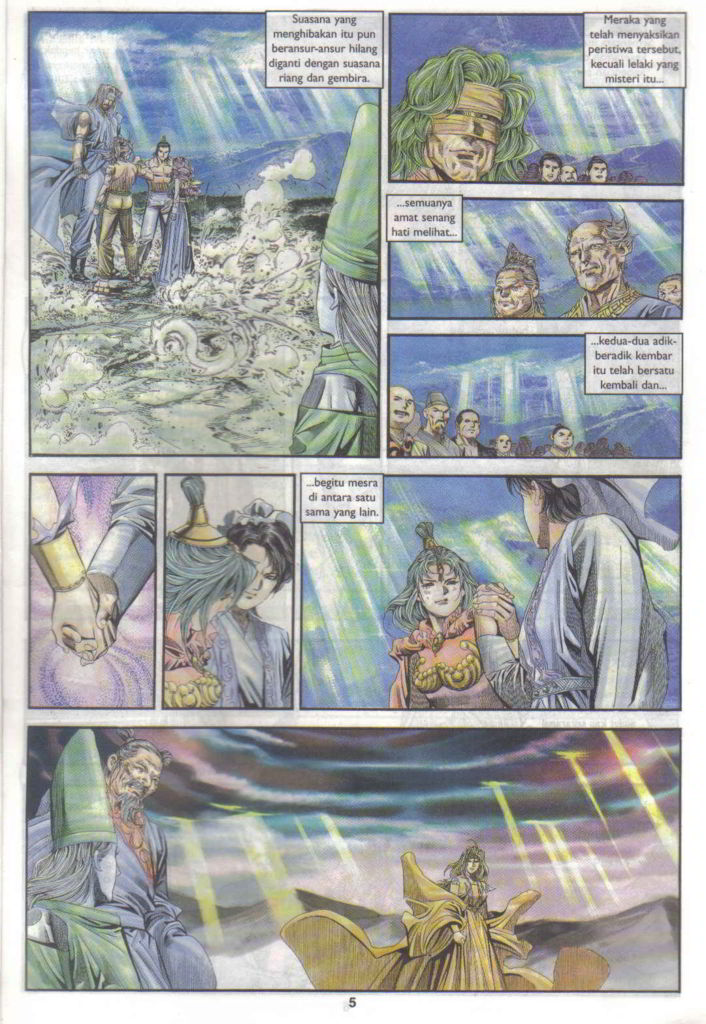 Suasana yang
menghibakan itu pun
beransur-ansur hilang
diganti dengan suasana
riang dan gembira.
Meraka yang
telah menyaksikan
peristiwa tersebut,
kecuali lelaki yang
misteri itu...
...semuanya
amat senang
hati melihat...
...kedua-dua adik-
beradik kembar
itu telah bersatu
kembali dan...
...begitu mesra
di antara satu
sama yang lain.
5